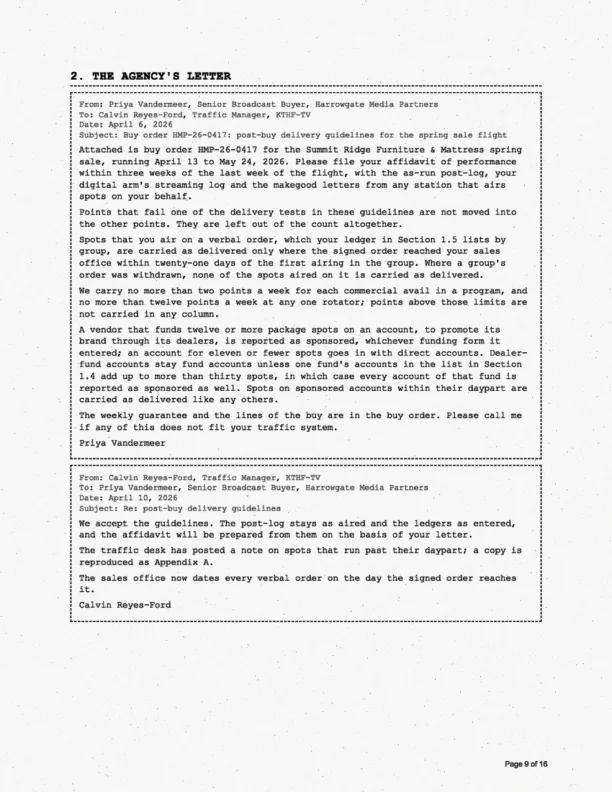 2. THE AGENCY'S LETTER
From: Priya Vandermeer, Senior Broadcast Buyer, Harrowgate Media Partners
To: Calvin Reyes-Ford, Traffic Manager, KTHF-TV
Date: April 6, 2026
Subject: Buy order HMP-26-0417: post-buy delivery guidelines for the spring sale flight
Attached is buy order HMP-26-0417 for the Summit Ridge Furniture & Mattress spring
sale, running April 13 to May 24, 2026. Please file your affidavit of performance
within three weeks of the last week of the flight, with the as-run post-log, your
digital arm's streaming log and the makegood letters from any station that airs
spots on your behalf.
Points that fail one of the delivery tests in these guidelines are not moved into
the other points. They are left out of the count altogether.
Spots that you air on a verbal order, which your ledger in Section 1.5 lists by
group, are carried as delivered only where the signed order reached your sales
office within twenty-one days of the first airing in the group. Where a group's
order was withdrawn, none of the spots aired on it is carried as delivered.
We carry no more than two points a week for each commercial avail in a program, and
no more than twelve points a week at any one rotator; points above those limits are
not carried in any column.
A vendor that funds twelve or more package spots on an account, to promote its
brand through its dealers, is reported as sponsored, whichever funding form it
entered; an account for eleven or fewer spots goes in with direct accounts. Dealer-
fund accounts stay fund accounts unless one fund's accounts in the list in Section
1.4 add up to more than thirty spots, in which case every account of that fund is
reported as sponsored as well. Spots on sponsored accounts within their daypart are
carried as delivered like any others.
The weekly guarantee and the lines of the buy are in the buy order. Please call me
if any of this does not fit your traffic system.
Priya Vandermeer
From: Calvin Reyes-Ford, Traffic Manager, KTHF-TV
To: Priya Vandermeer, Senior Broadcast Buyer, Harrowgate Media Partners
Date: April 10, 2026
Subject: Re: post-buy delivery guidelines
We accept the guidelines. The post-log stays as aired and the ledgers as entered,
and the affidavit will be prepared from them on the basis of your letter.
The traffic desk has posted a note on spots that run past their daypart; a copy is
reproduced as Appendix A.
The sales office now dates every verbal order on the day the signed order reaches
it.
Calvin Reyes-Ford
Page 9 of 16